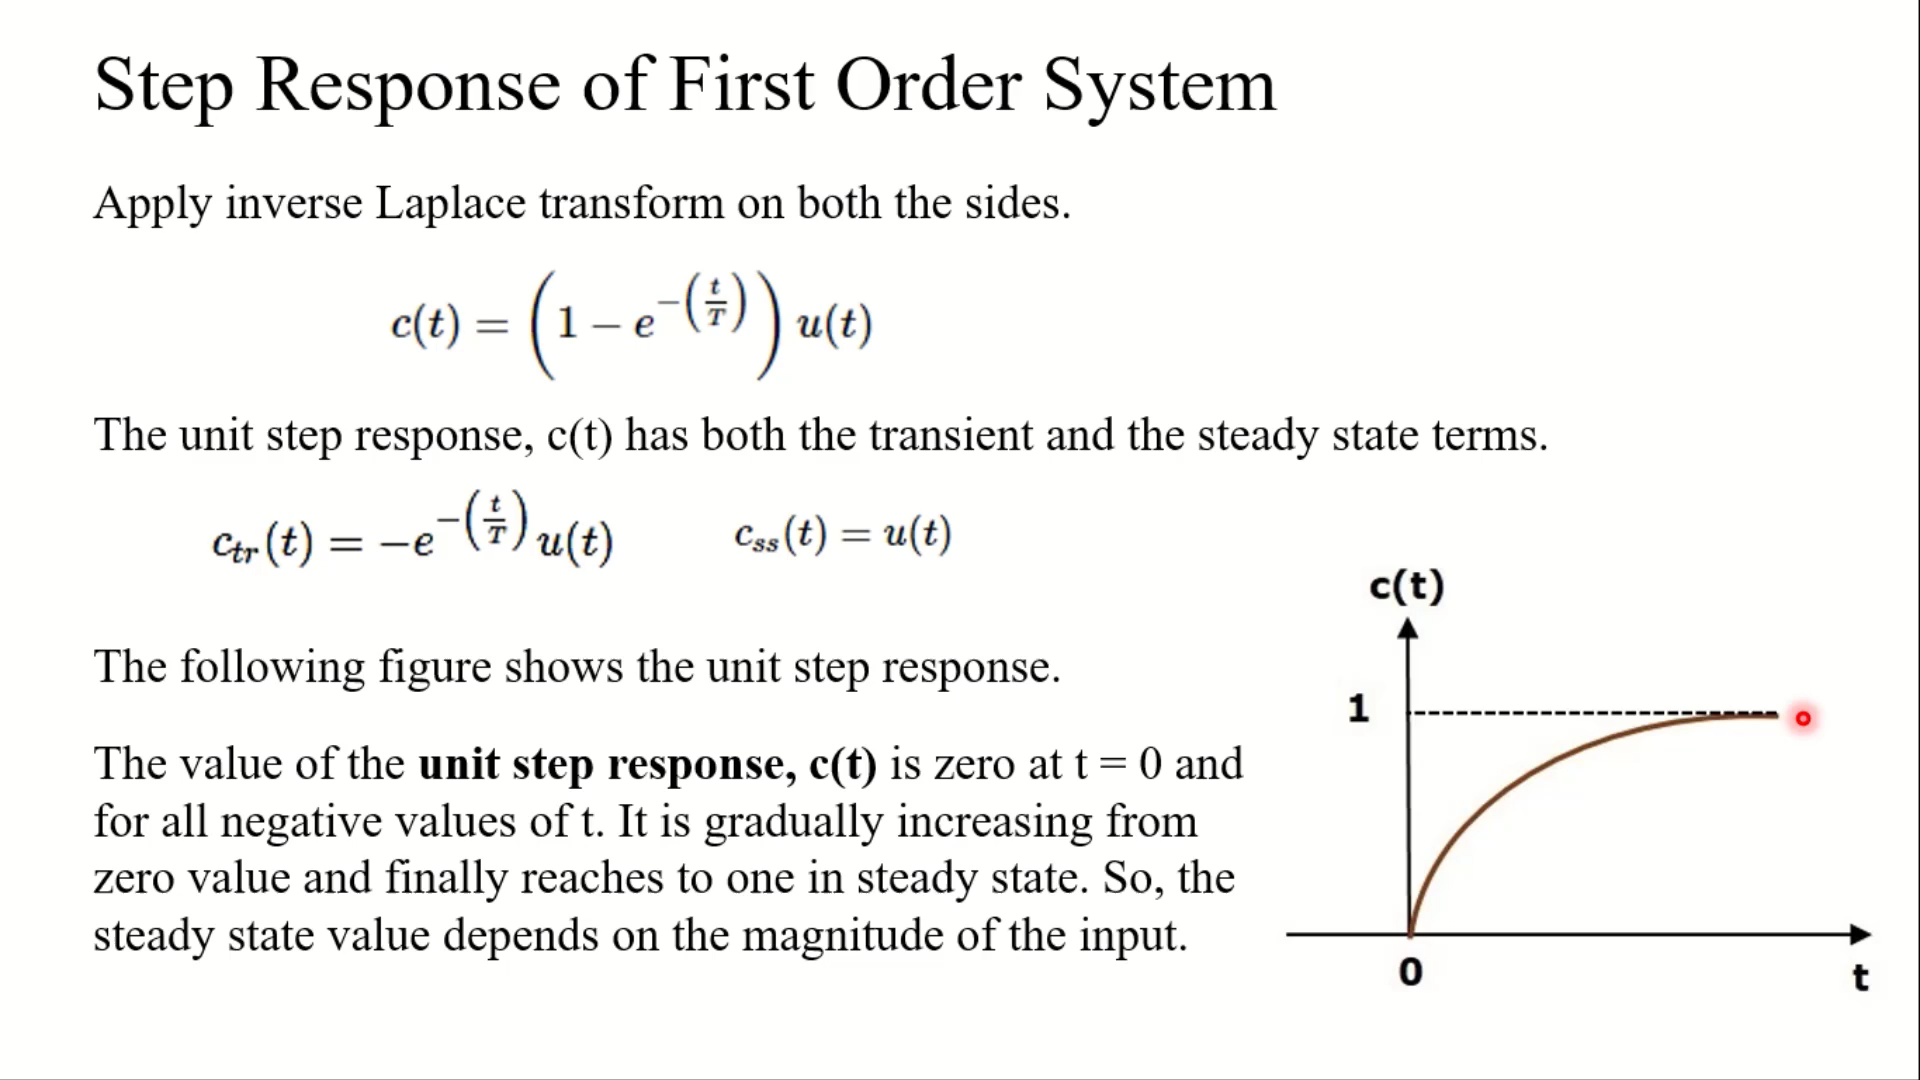 Step Response of First Order System
Apply inverse Laplace transform on both the sides.
c(t) = (1 − e^{−(t/T)}) u(t)
The unit step response, c(t) has both the transient and the steady state terms.
c_{tr}(t) = −e^{−(t/T)} u(t) c_{ss}(t) = u(t)
The following figure shows the unit step response.
The value of the unit step response, c(t) is zero at t = 0 and
for all negative values of t. It is gradually increasing from
zero value and finally reaches to one in steady state. So, the
steady state value depends on the magnitude of the input.
c(t)
1
0
t